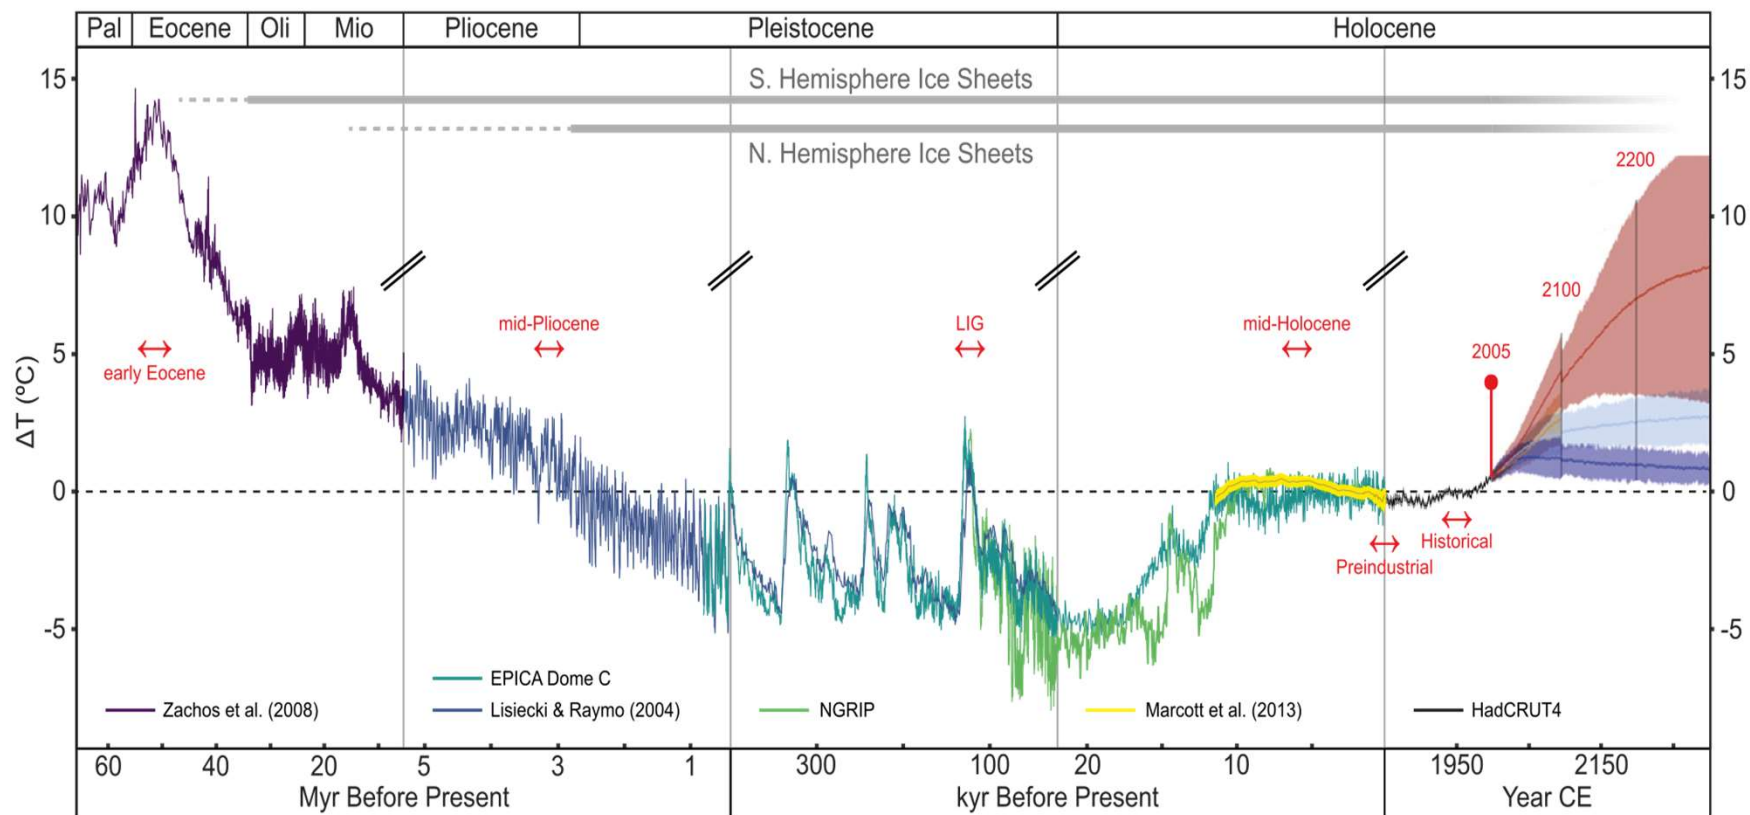 Pal Eocene Oli Mio Pliocene Pleistocene Holocene
15 S. Hemisphere Ice Sheets 15
N. Hemisphere Ice Sheets
2200
10 10
2100
mid-Pliocene LIG mid-Holocene
2005
5 5
early Eocene
ΔT (ºC)
0 0
Historical
Preindustrial
-5 -5
EPICA Dome C
Zachos et al. (2008) Lisiecki & Raymo (2004) NGRIP Marcott et al. (2013) HadCRUT4
60 40 20 5 3 1 300 100 20 10 1950 2150
Myr Before Present kyr Before Present Year CE